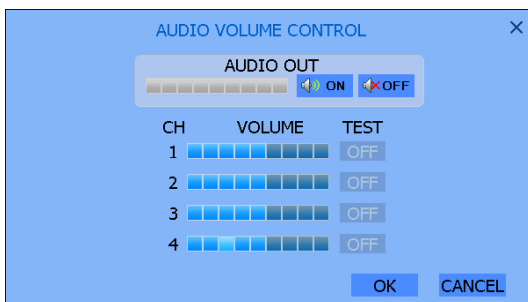 AUDIO VOLUME CONTROL
AUDIO OUT
ON OFF
CH VOLUME TEST
1 OFF
2 OFF
3 OFF
4 OFF
OK CANCEL